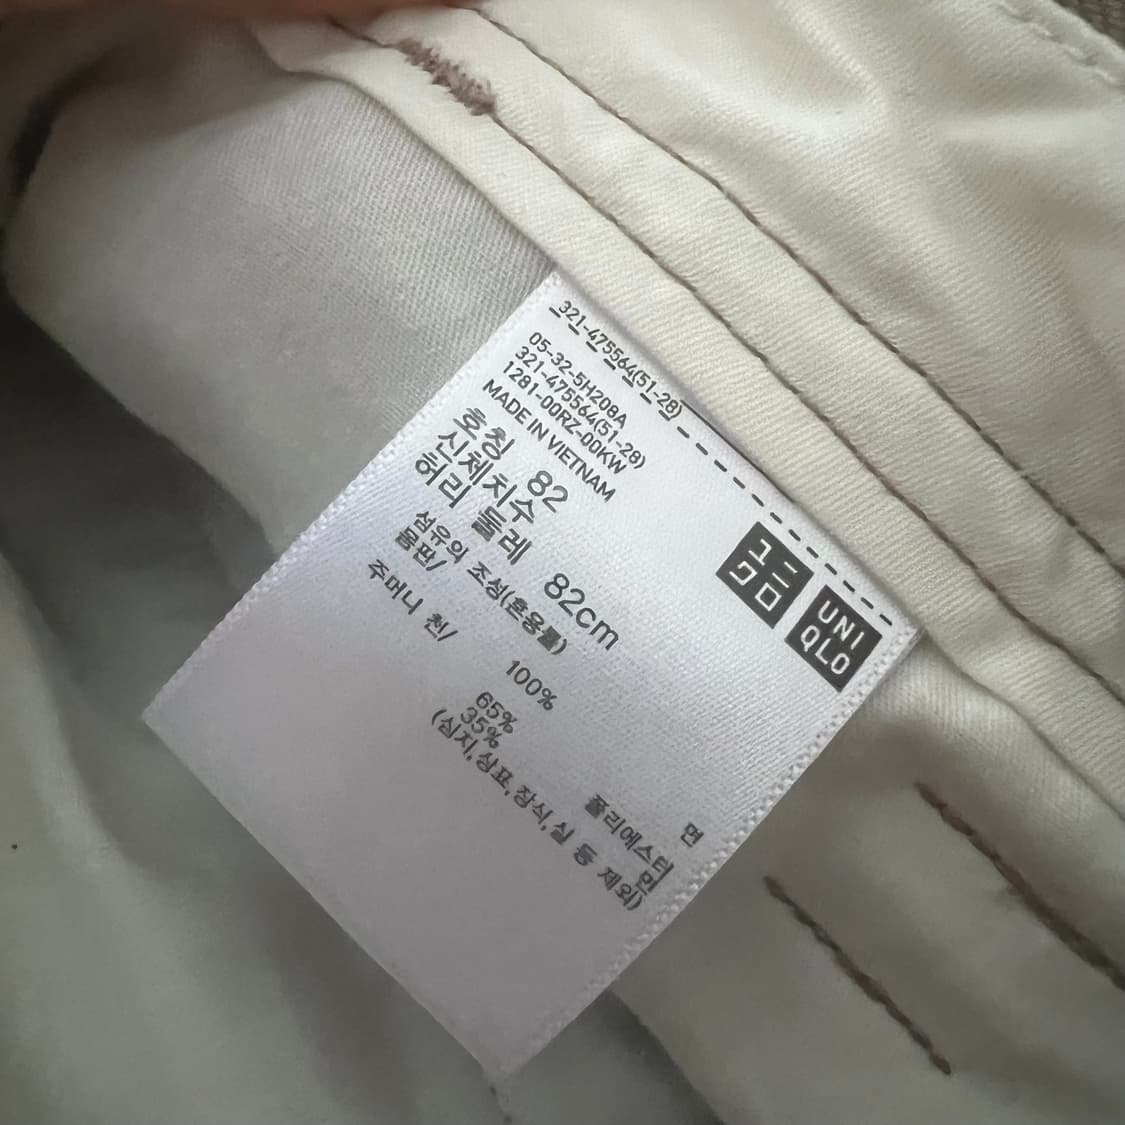 321-475564(51-28)
05-32-5H208A
321-475564(51-28)
1281-00RZ-00KW
MADE IN VIETNAM
호칭 82
신체치수
허리 둘레 82cm
섬유의 조성(혼용률)
몸판/ 100% 면
주머니 천/ 65% 폴리에스터
35% 면
(심지,상표,장식,실 등 제외)
ユニ
クロ
UNI
QLO